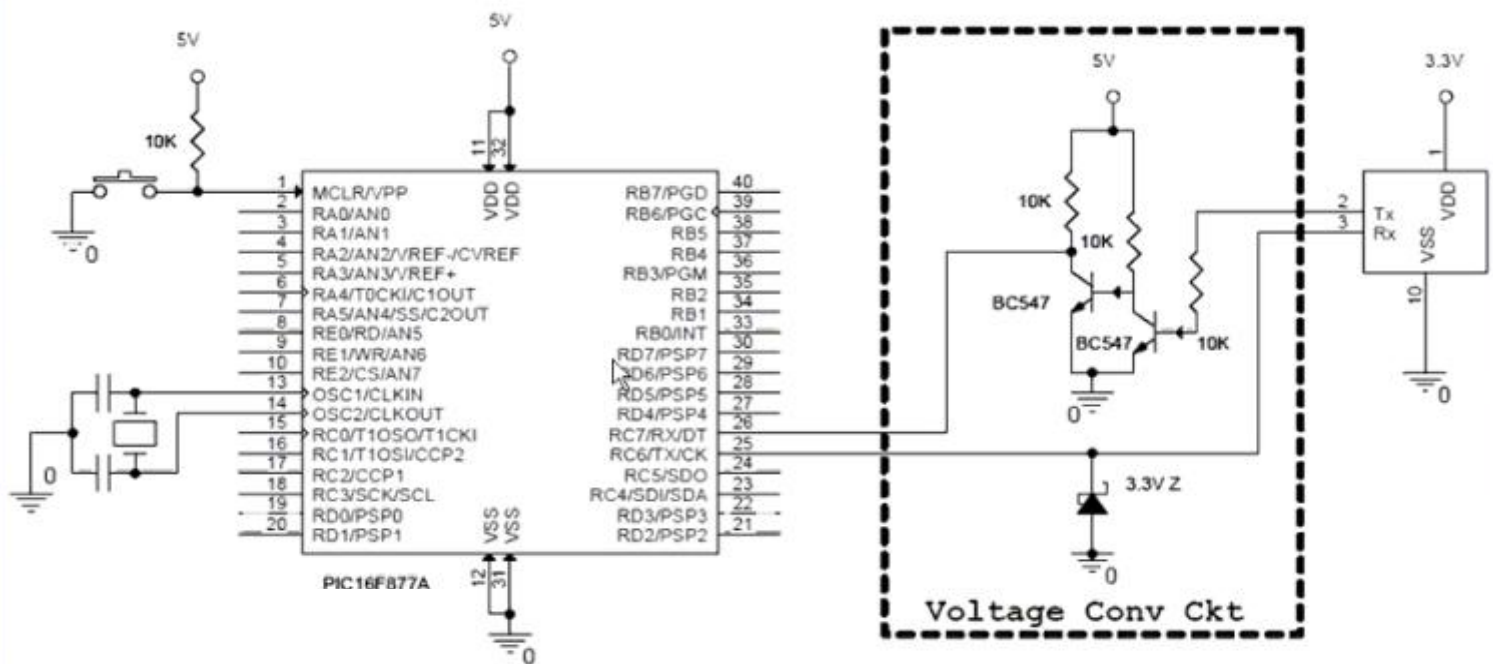 5V
10K
0
5V
11
32
1 MCLR/VPP
2 RA0/AN0
3 RA1/AN1
4 RA2/AN2/VREF-/CVREF
5 RA3/AN3/VREF+
6 RA4/T0CKI/C1OUT
7 RA5/AN4/SS/C2OUT
8 RE0/RD/AN5
9 RE1/WR/AN6
10 RE2/CS/AN7
13 OSC1/CLKIN
14 OSC2/CLKOUT
15 RC0/T1OSO/T1CKI
16 RC1/T1OSI/CCP2
17 RC2/CCP1
18 RC3/SCK/SCL
19 RD0/PSP0
20 RD1/PSP1
VDD
VDD
RB7/PGD 40
RB6/PGC 39
RB5 38
RB4 37
RB3/PGM 36
RB2 35
RB1 34
RB0/INT 33
RD7/PSP7 30
D6/PSP6 29
RD5/PSP5 28
RD4/PSP4 27
RC7/RX/DT 26
RC6/TX/CK 25
RC5/SDO 24
RC4/SDI/SDA 23
RD3/PSP3 22
RD2/PSP2 21
VSS
VSS
12
31
0
0
PIC16F877A
5V
10K
10K
BC547
BC547
10K
0
3.3V Z
0
Voltage Conv Ckt
3.3V
1
2 Tx
3 Rx
VDD
VSS
10
0